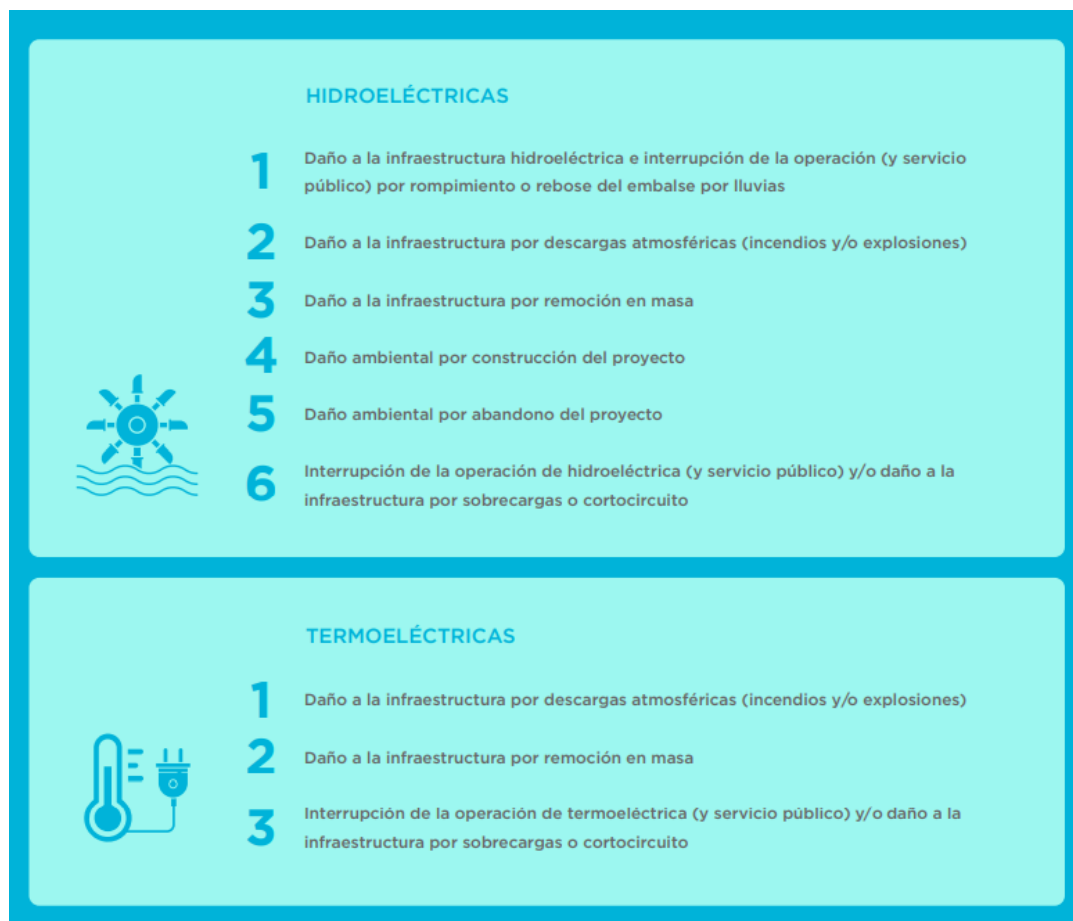 HIDROELÉCTRICAS
1
Daño a la infraestructura hidroeléctrica e interrupción de la operación (y servicio
público) por rompimiento o rebose del embalse por lluvias
2
Daño a la infraestructura por descargas atmosféricas (incendios y/o explosiones)
3
Daño a la infraestructura por remoción en masa
4
Daño ambiental por construcción del proyecto
5
Daño ambiental por abandono del proyecto
6
Interrupción de la operación de hidroeléctrica (y servicio público) y/o daño a la
infraestructura por sobrecargas o cortocircuito
TERMOELÉCTRICAS
1
Daño a la infraestructura por descargas atmosféricas (incendios y/o explosiones)
2
Daño a la infraestructura por remoción en masa
3
Interrupción de la operación de termoeléctrica (y servicio público) y/o daño a la
infraestructura por sobrecargas o cortocircuito